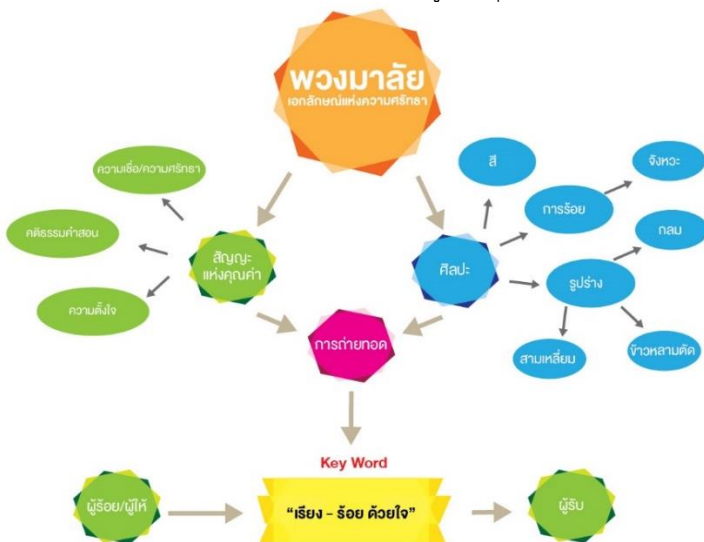 พวงมาลัย
เอกลักษณ์แห่งความศรัทธา
ความเชื่อ/ความศรัทธา
คติธรรมคำสอน
ความตั้งใจ
สัญญะ
แห่งคุณค่า
ศิลปะ
สี
การร้อย
จังหวะ
รูปร่าง
กลม
สามเหลี่ยม
ข้าวหลามตัด
การถ่ายทอด
Key Word
ผู้ร้อย/ผู้ให้
“เรียง - ร้อย ด้วยใจ”
ผู้รับ